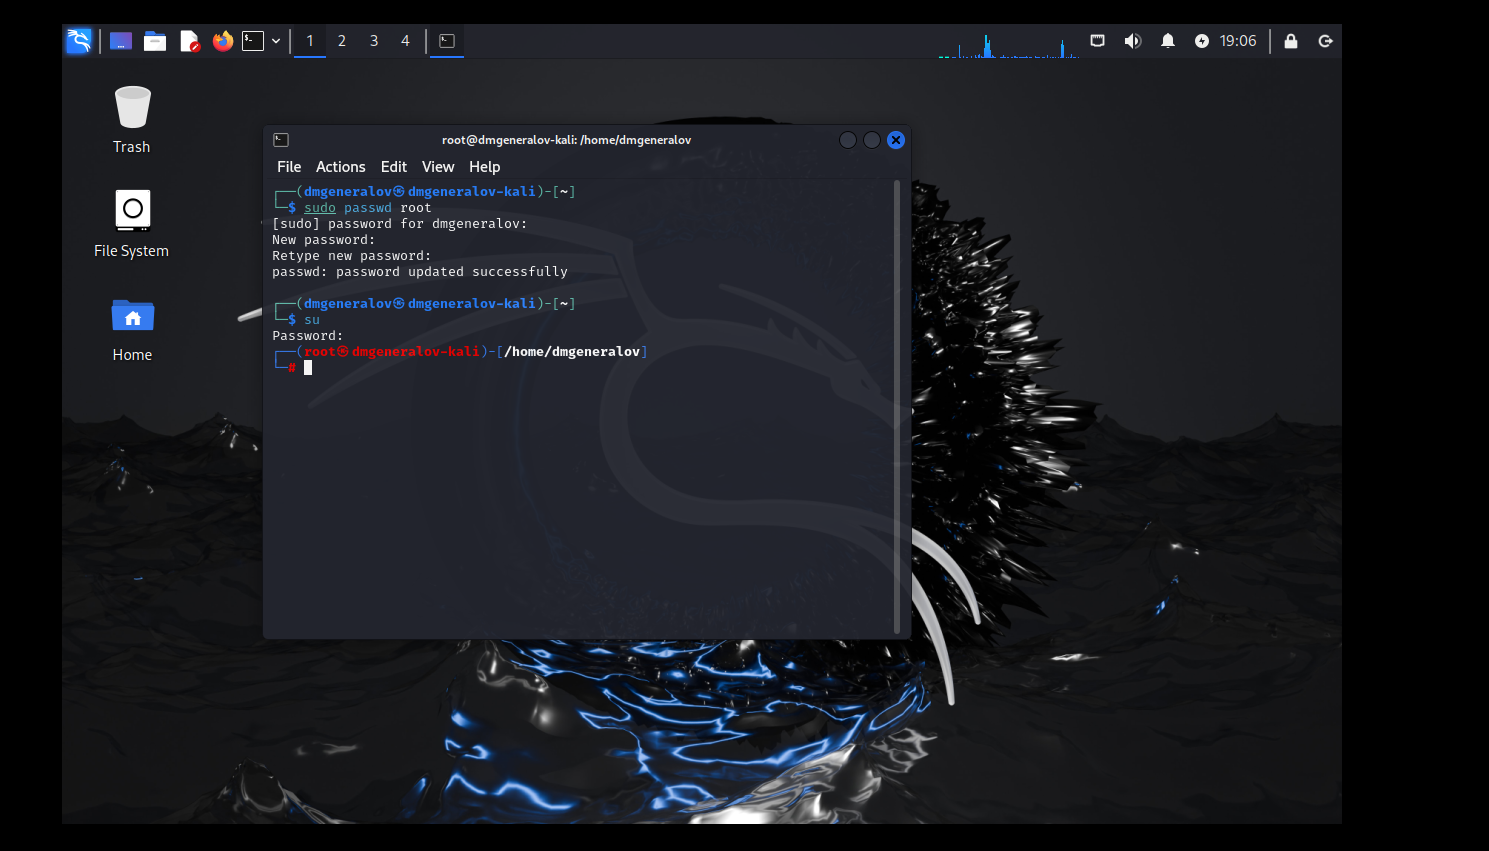 1 2 3 4
19:06
Trash
File System
Home
root@dmgeneralov-kali: /home/dmgeneralov
File Actions Edit View Help
┌──(dmgeneralov㉿dmgeneralov-kali)-[~]
└─$ sudo passwd root
[sudo] password for dmgeneralov:
New password:
Retype new password:
passwd: password updated successfully
┌──(dmgeneralov㉿dmgeneralov-kali)-[~]
└─$ su
Password:
┌──(root㉿dmgeneralov-kali)-[/home/dmgeneralov]
└─#